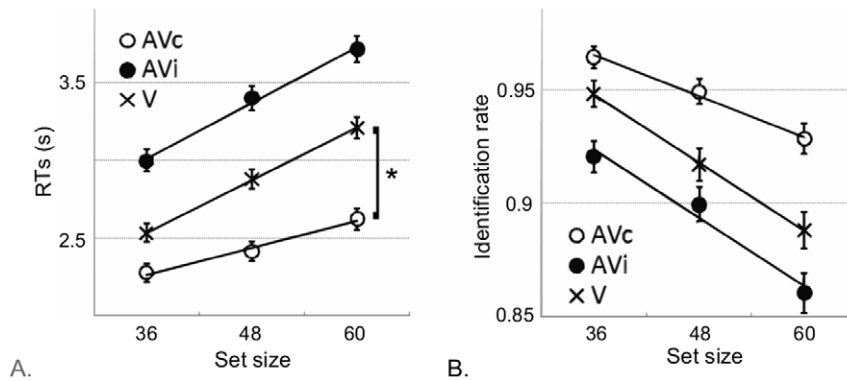 AVc
AVi
V
3.5
2.5
RTs (s)
*
36
48
60
Set size
A.
0.95
0.9
0.85
Identification rate
AVc
AVi
V
36
48
60
Set size
B.